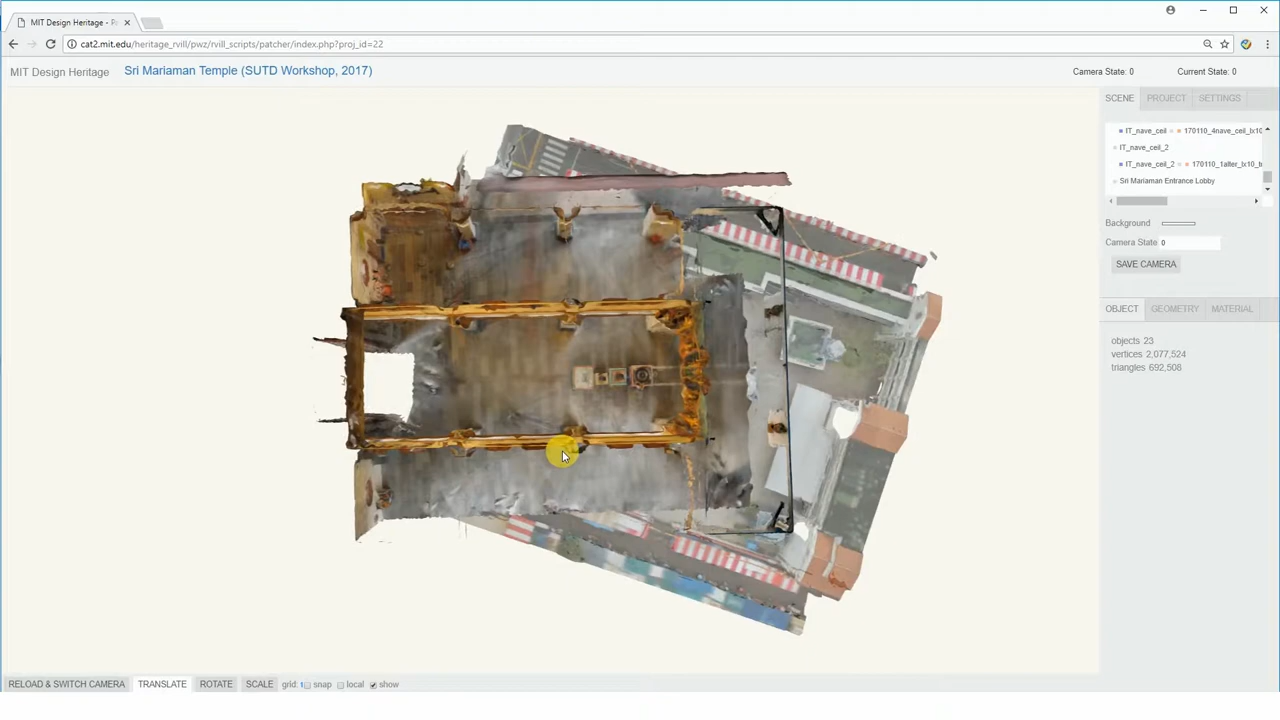 MIT Design Heritage - P
cat2.mit.edu/heritage_rvill/pwz/rvill_scripts/patcher/index.php?proj_id=22
MIT Design Heritage Sri Mariaman Temple (SUTD Workshop, 2017) Camera State: 0 Current State: 0
SCENE PROJECT SETTINGS
IT_nave_ceil 170110_4nave_ceil_lx10
IT_nave_ceil_2
IT_nave_ceil_2 170110_1alter_lx10_t
Sri Mariaman Entrance Lobby
Background
Camera State 0
SAVE CAMERA
OBJECT GEOMETRY MATERIAL
objects 23
vertices 2,077,524
triangles 692,508
RELOAD & SWITCH CAMERA TRANSLATE ROTATE SCALE grid: 1 snap local show